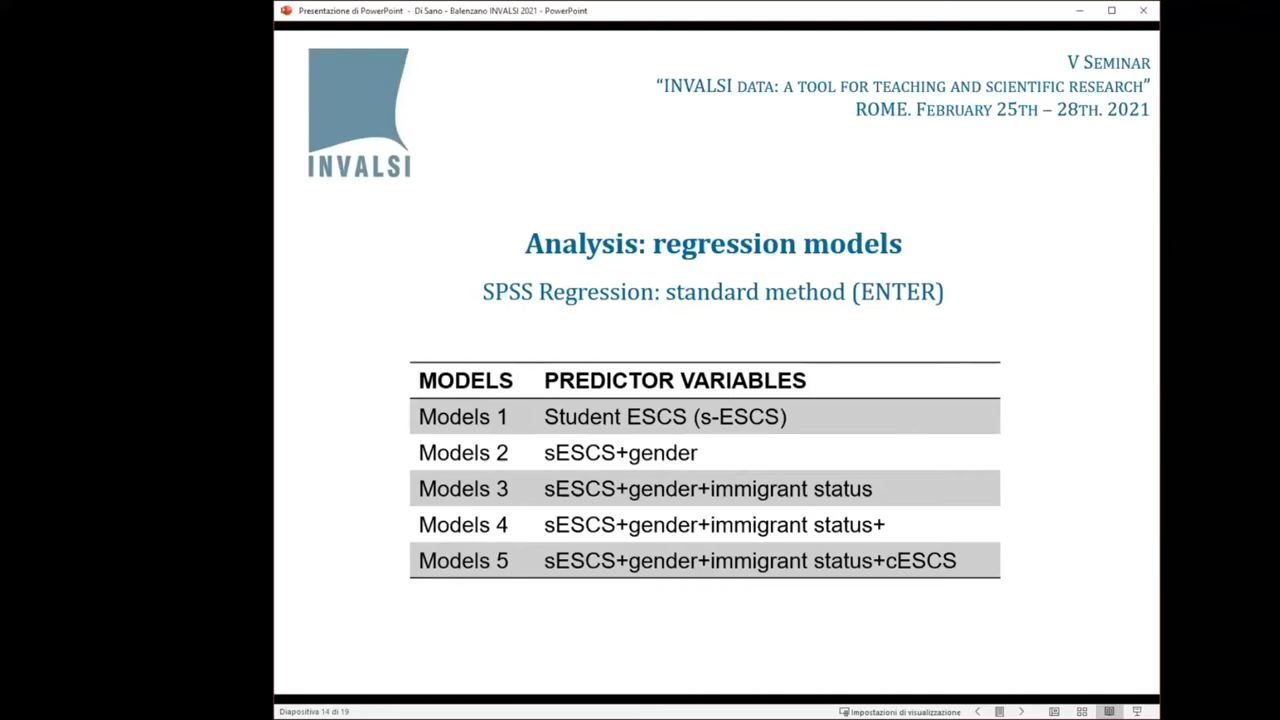 Presentazione di PowerPoint - Di Sano - Balenzano INVALSI 2021 - PowerPoint
V SEMINAR
“INVALSI DATA: A TOOL FOR TEACHING AND SCIENTIFIC RESEARCH”
ROME. FEBRUARY 25TH – 28TH. 2021
INVALSI
Analysis: regression models
SPSS Regression: standard method (ENTER)
MODELS PREDICTOR VARIABLES
Models 1 Student ESCS (s-ESCS)
Models 2 sESCS+gender
Models 3 sESCS+gender+immigrant status
Models 4 sESCS+gender+immigrant status+
Models 5 sESCS+gender+immigrant status+cESCS
Diapositiva 14 di 19 Impostazioni di visualizzazione